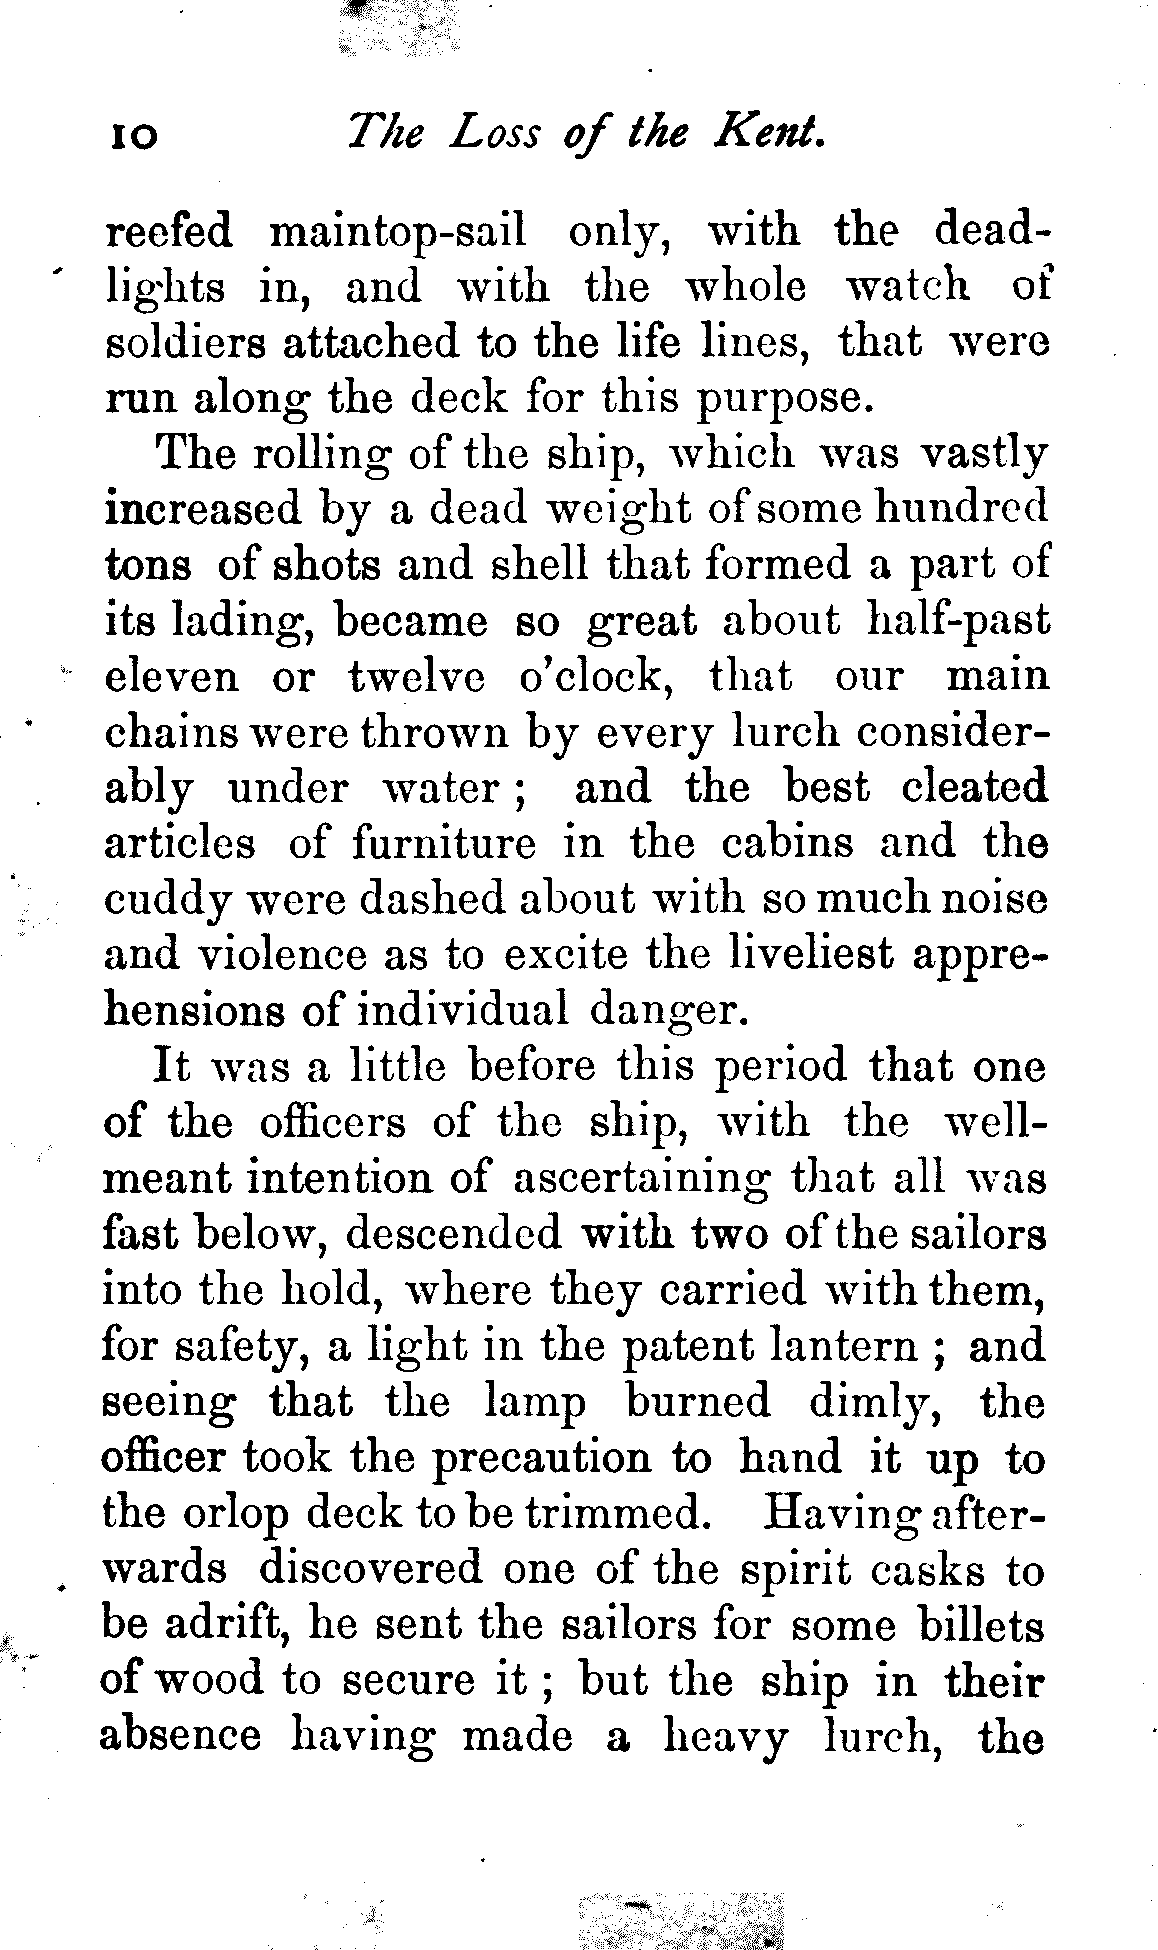 10 The Loss of the Kent.
reefed maintop-sail only, with the dead-
lights in, and with the whole watch of
soldiers attached to the life lines, that were
run along the deck for this purpose.
The rolling of the ship, which was vastly
increased by a dead weight of some hundred
tons of shots and shell that formed a part of
its lading, became so great about half-past
eleven or twelve o'clock, that our main
chains were thrown by every lurch consider-
ably under water ; and the best cleated
articles of furniture in the cabins and the
cuddy were dashed about with so much noise
and violence as to excite the liveliest appre-
hensions of individual danger.
It was a little before this period that one
of the officers of the ship, with the well-
meant intention of ascertaining that all was
fast below, descended with two of the sailors
into the hold, where they carried with them,
for safety, a light in the patent lantern ; and
seeing that the lamp burned dimly, the
officer took the precaution to hand it up to
the orlop deck to be trimmed. Having after-
wards discovered one of the spirit casks to
be adrift, he sent the sailors for some billets
of wood to secure it ; but the ship in their
absence having made a heavy lurch, the